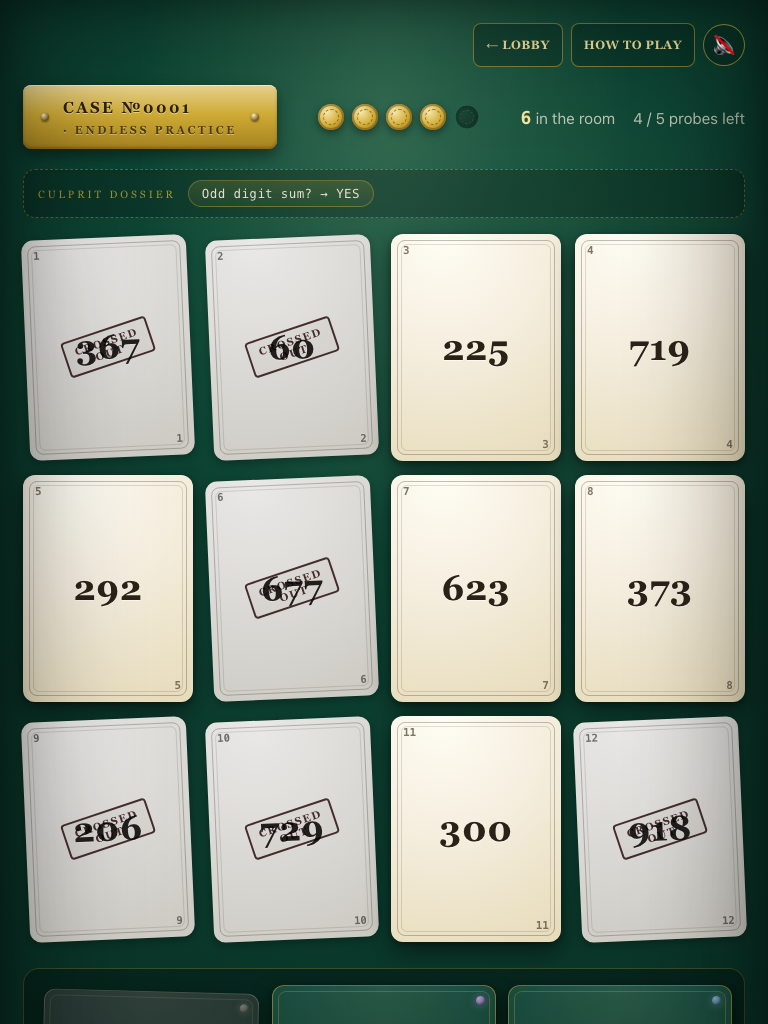 ← LOBBY
HOW TO PLAY
CASE №0001
· ENDLESS PRACTICE
6 in the room
4 / 5 probes left
CULPRIT DOSSIER
Odd digit sum? → YES
1
367
CROSSED OUT
1
2
60
CROSSED OUT
2
3
225
3
4
719
4
5
292
5
6
677
CROSSED OUT
6
7
623
7
8
373
8
9
206
CROSSED OUT
9
10
729
CROSSED OUT
10
11
300
11
12
918
CROSSED OUT
12